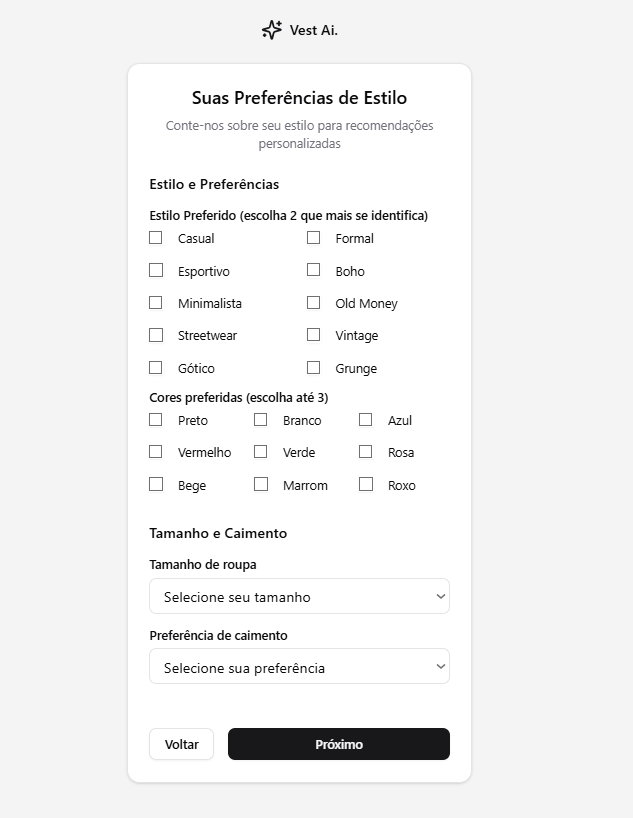 Vest Ai.
Suas Preferências de Estilo
Conte-nos sobre seu estilo para recomendações
personalizadas
Estilo e Preferências
Estilo Preferido (escolha 2 que mais se identifica)
Casual Formal
Esportivo Boho
Minimalista Old Money
Streetwear Vintage
Gótico Grunge
Cores preferidas (escolha até 3)
Preto Branco Azul
Vermelho Verde Rosa
Bege Marrom Roxo
Tamanho e Caimento
Tamanho de roupa
Selecione seu tamanho
Preferência de caimento
Selecione sua preferência
Voltar Próximo